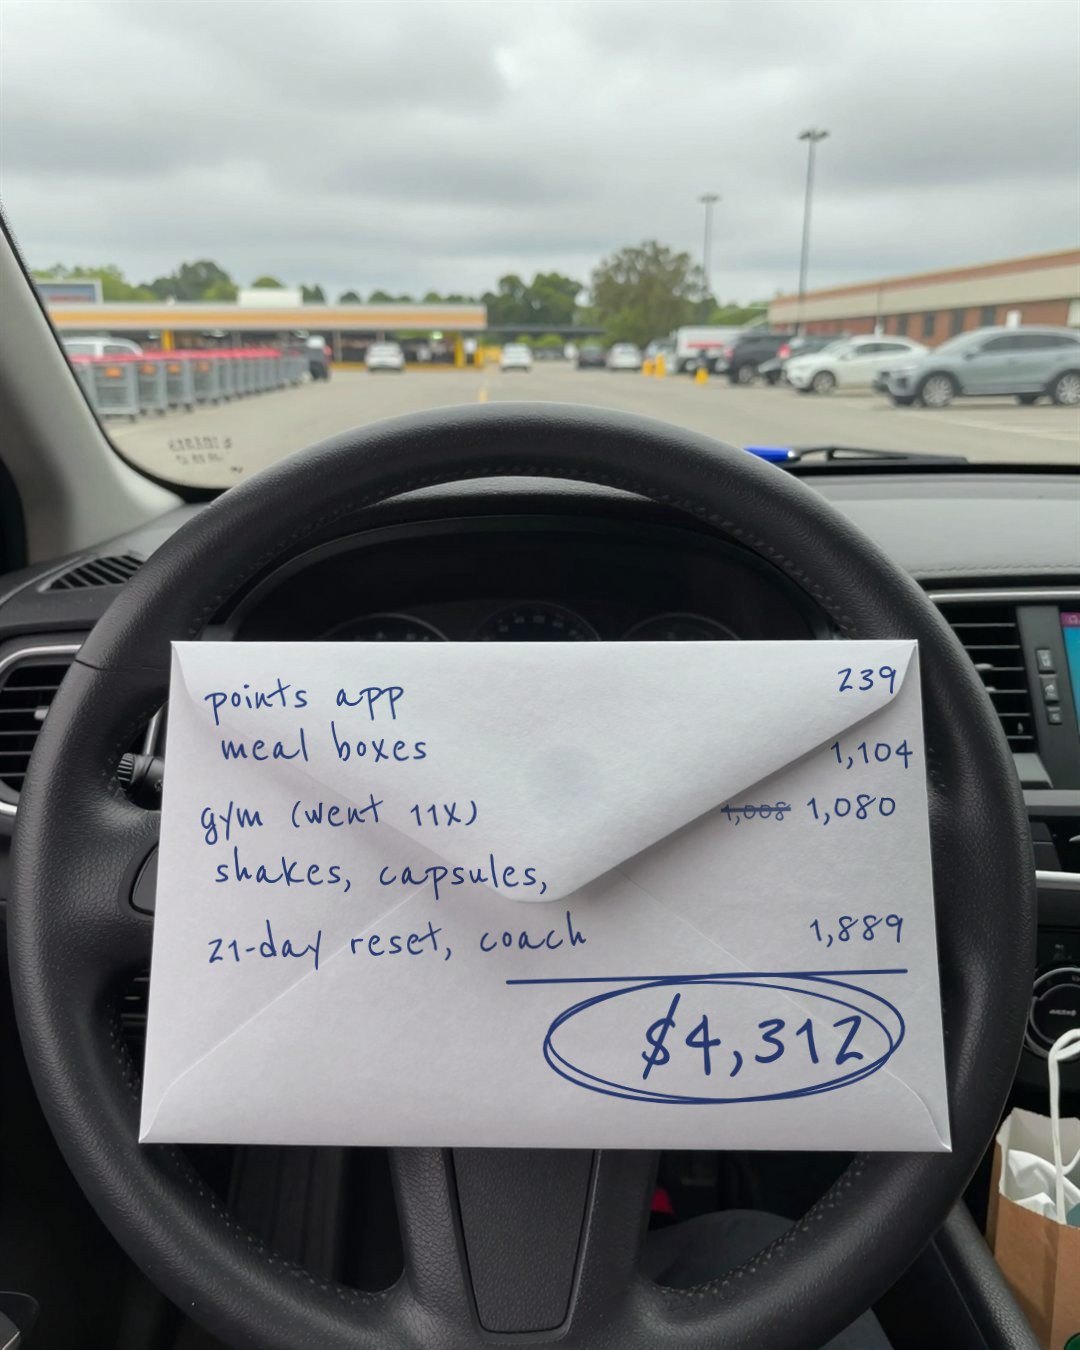 points app 239
meal boxes 1,104
gym (went 11x) 1,008 1,080
shakes, capsules,
21-day reset, coach 1,889
$4,312